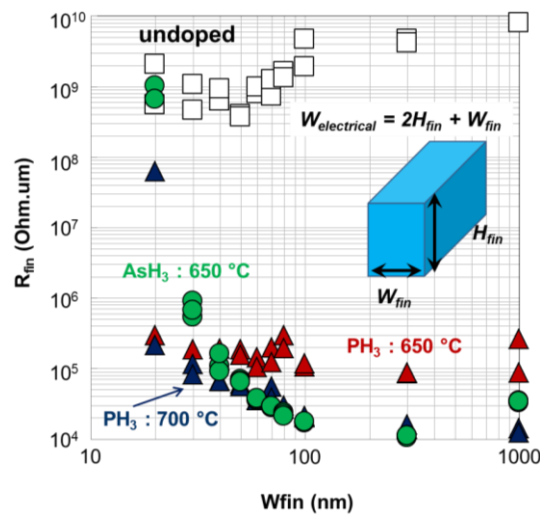 10^10
undoped
10^9
W_electrical = 2H_fin + W_fin
10^8
R_fin (Ohm.um)
10^7
H_fin
AsH_3 : 650 °C
W_fin
10^6
PH_3 : 650 °C
10^5
PH_3 : 700 °C
10^4
10 100 1000
Wfin (nm)